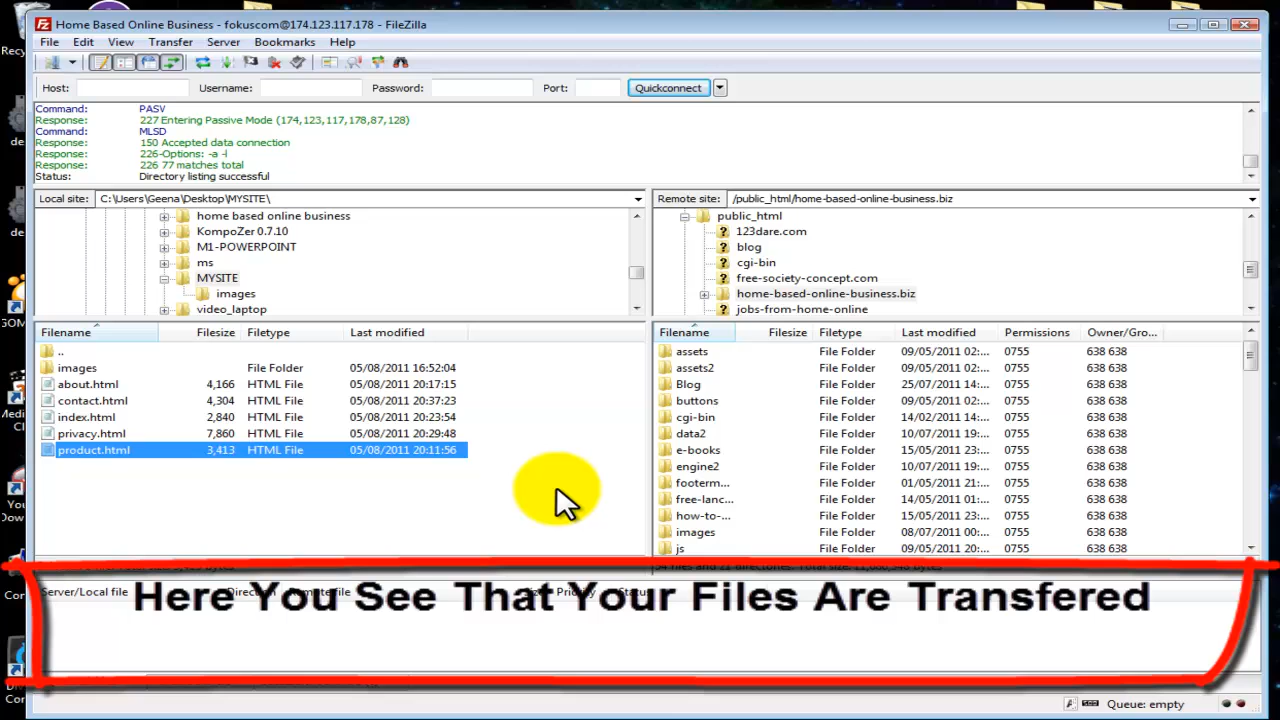 Home Based Online Business - fokuscom@174.123.117.178 - FileZilla
File Edit View Transfer Server Bookmarks Help
Host: Username: Password: Port: Quickconnect
Command: PASV
Response: 227 Entering Passive Mode (174,123,117,178,87,128)
Command: MLSD
Response: 150 Accepted data connection
Response: 226-Options: -a -l
Response: 226 77 matches total
Status: Directory listing successful
Local site: C:\Users\Geena\Desktop\MYSITE\
home based online business
KompoZer 0.7.10
M1-POWERPOINT
ms
MYSITE
images
video_laptop
Remote site: /public_html/home-based-online-business.biz
public_html
123dare.com
blog
cgi-bin
free-society-concept.com
home-based-online-business.biz
jobs-from-home-online
Filename Filesize Filetype Last modified
..
images File Folder 05/08/2011 16:52:04
about.html 4,166 HTML File 05/08/2011 20:17:15
contact.html 4,304 HTML File 05/08/2011 20:37:23
index.html 2,840 HTML File 05/08/2011 20:23:54
privacy.html 7,860 HTML File 05/08/2011 20:29:48
product.html 3,413 HTML File 05/08/2011 20:11:56
Filename Filesize Filetype Last modified Permissions Owner/Gro...
assets File Folder 09/05/2011 02:... 0755 638 638
assets2 File Folder 09/05/2011 02:... 0755 638 638
Blog File Folder 25/07/2011 14:... 0755 638 638
buttons File Folder 09/05/2011 02:... 0755 638 638
cgi-bin File Folder 14/02/2011 14:... 0755 638 638
data2 File Folder 10/07/2011 19:... 0755 638 638
e-books File Folder 15/05/2011 23:... 0755 638 638
engine2 File Folder 10/07/2011 19:... 0755 638 638
footerm... File Folder 01/05/2011 21:... 0755 638 638
free-lanc... File Folder 14/05/2011 01:... 0755 638 638
how-to-... File Folder 15/05/2011 23:... 0755 638 638
images File Folder 08/07/2011 00:... 0755 638 638
js File Folder 09/05/2011 20:... 0755 638 638
Server/Local file Remote file Status
Here You See That Your Files Are Transfered
Queue: empty